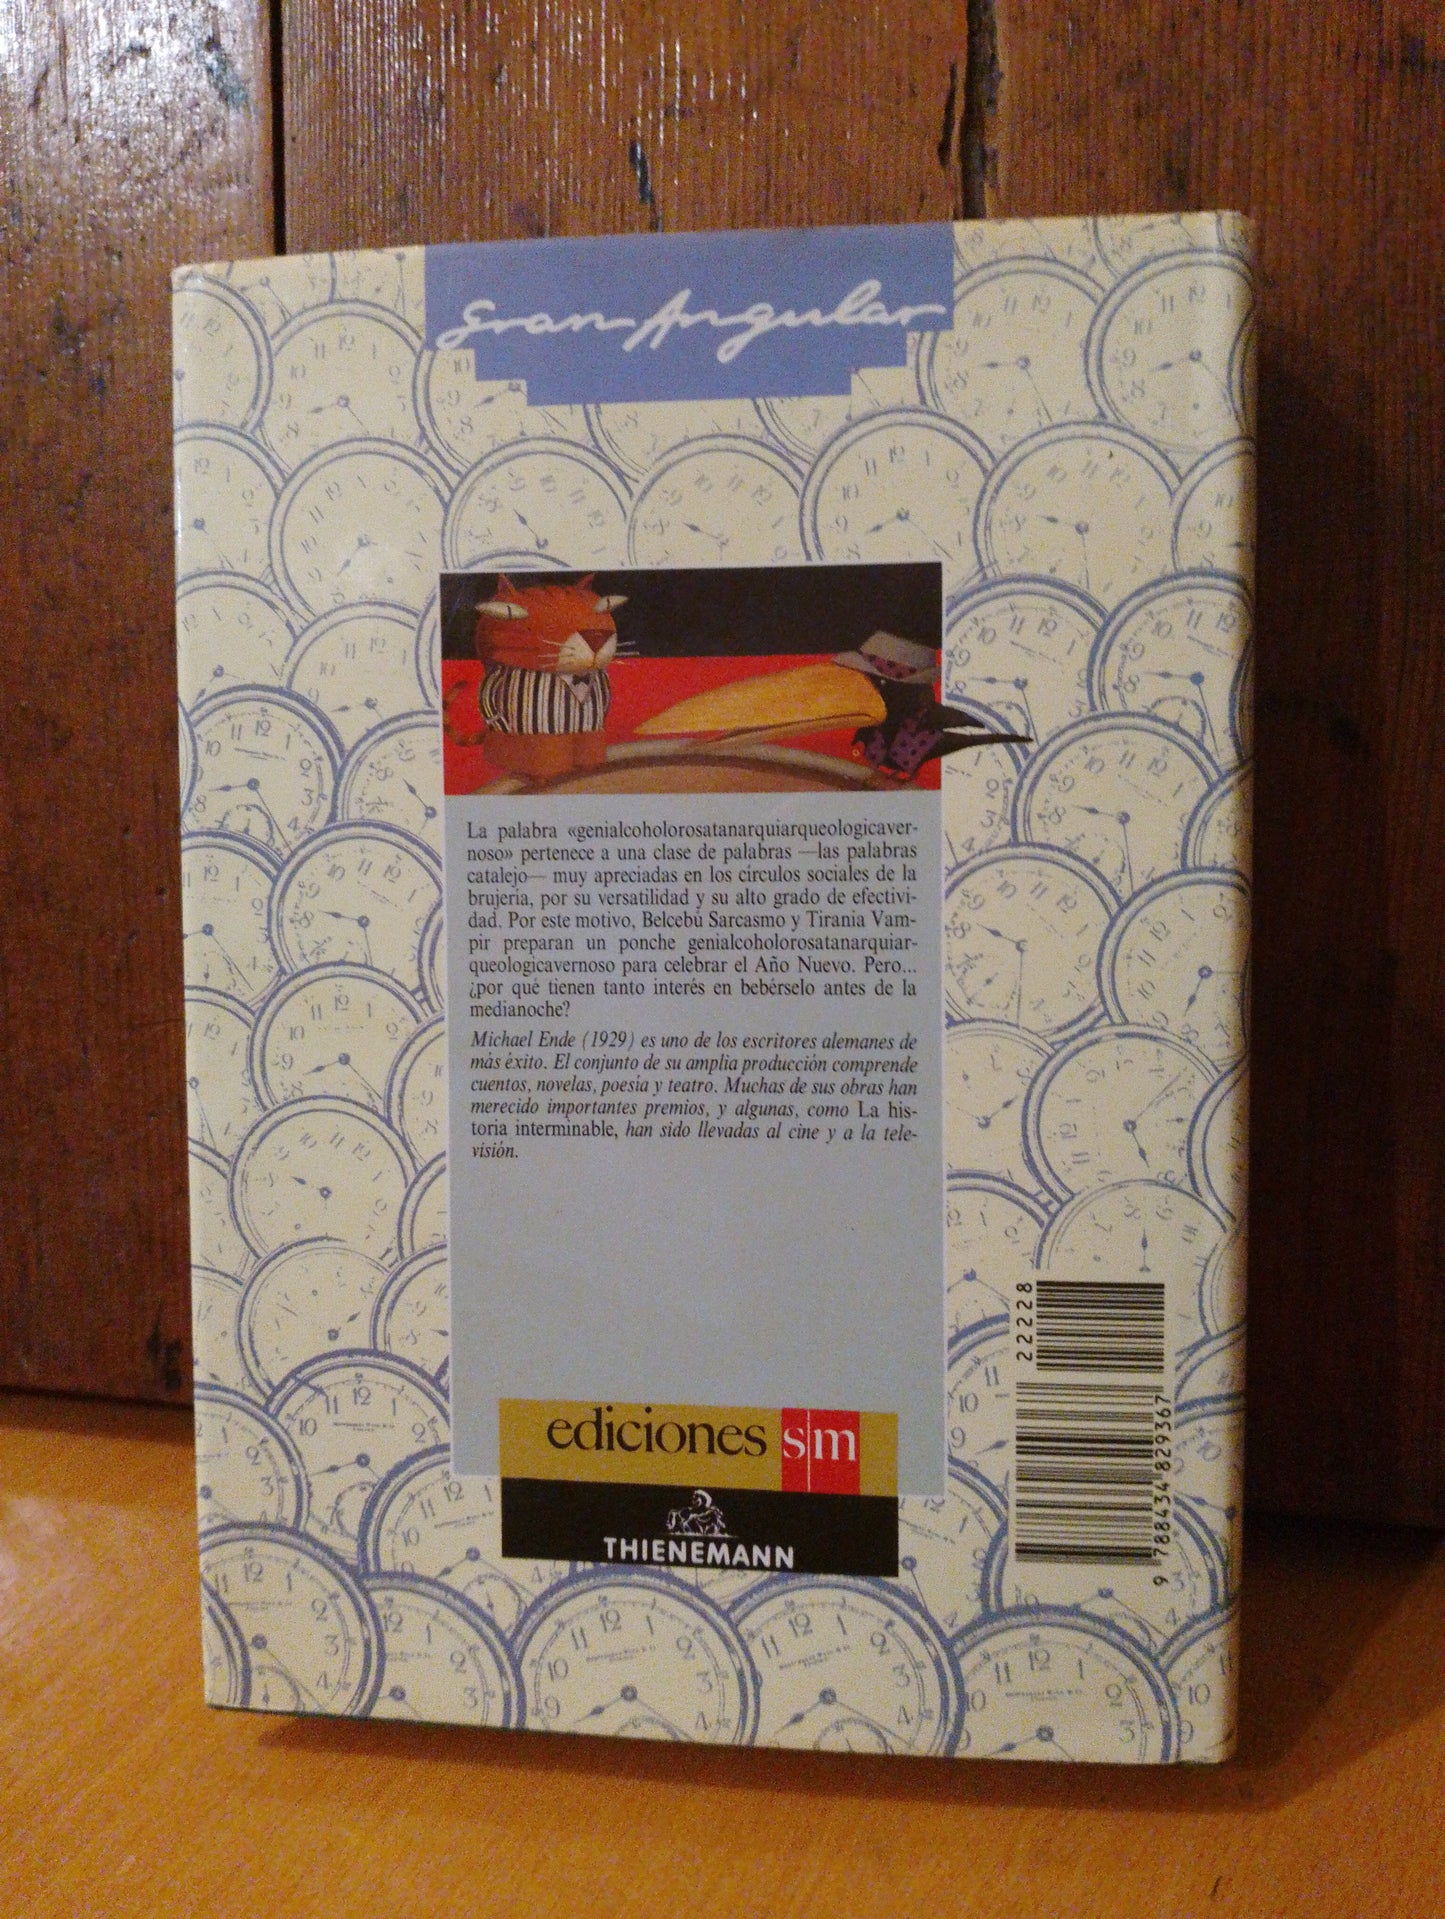 Gran Angular
La palabra «genialcoholorosatanarquiarqueologicaver-
noso» pertenece a una clase de palabras —las palabras
catalejo— muy apreciadas en los círculos sociales de la
brujería, por su versatilidad y su alto grado de efectivi-
dad. Por este motivo, Belcebú Sarcasmo y Tirania Vam-
pir preparan un ponche genialcoholorosatanarquiar-
queologicavernoso para celebrar el Año Nuevo. Pero...
¿por qué tienen tanto interés en bebérselo antes de la
medianoche?
Michael Ende (1929) es uno de los escritores alemanes de
más éxito. El conjunto de su amplia producción comprende
cuentos, novelas, poesía y teatro. Muchas de sus obras han
merecido importantes premios, y algunas, como La his-
toria interminable, han sido llevadas al cine y a la tele-
visión.
22228
9 788434 829367
ediciones sm
THIENEMANN